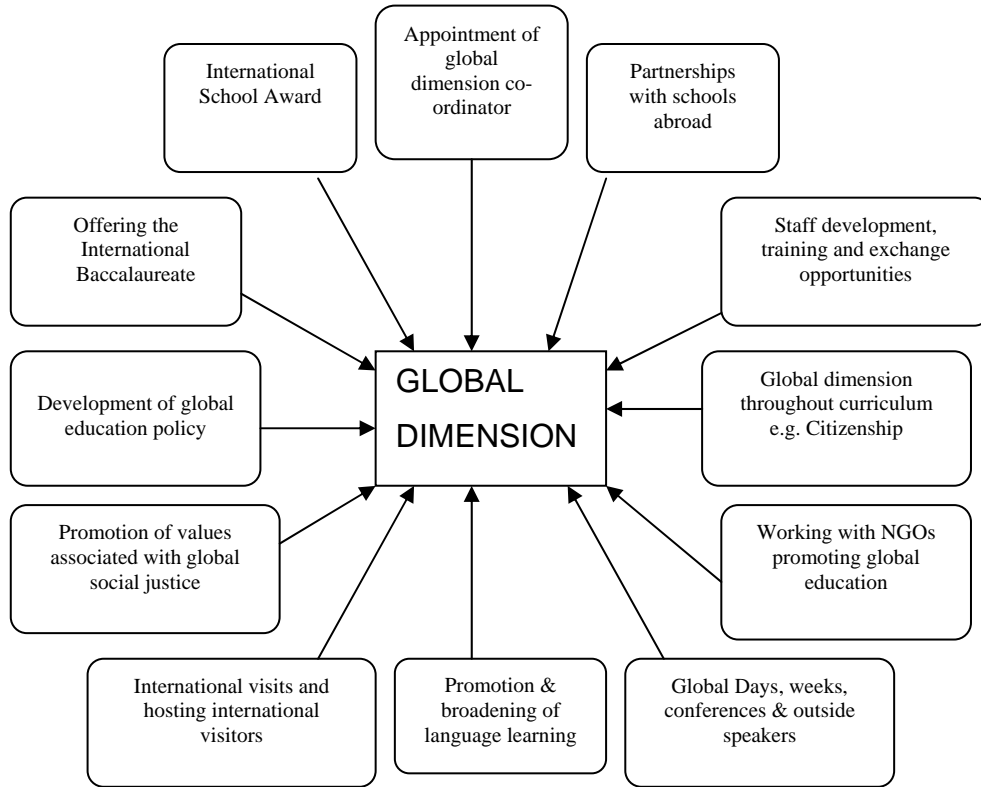 International
School Award
Appointment of
global
dimension co-
ordinator
Partnerships
with schools
abroad
Offering the
International
Baccalaureate
Staff development,
training and exchange
opportunities
GLOBAL
DIMENSION
Development of global
education policy
Global dimension
throughout curriculum
e.g. Citizenship
Promotion of values
associated with global
social justice
Working with NGOs
promoting global
education
International visits and
hosting international
visitors
Promotion &
broadening of
language learning
Global Days, weeks,
conferences & outside
speakers